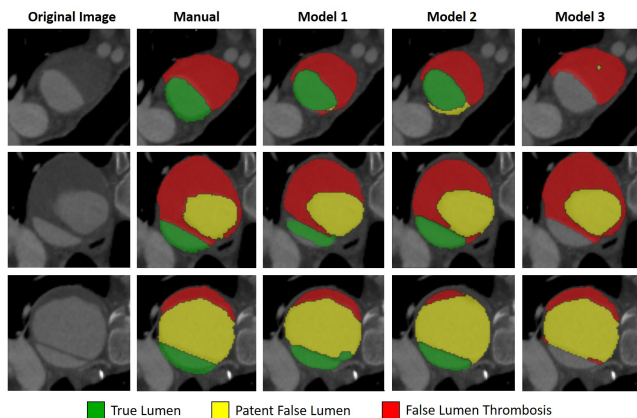 Original Image Manual Model 1 Model 2 Model 3
True Lumen Patent False Lumen False Lumen Thrombosis